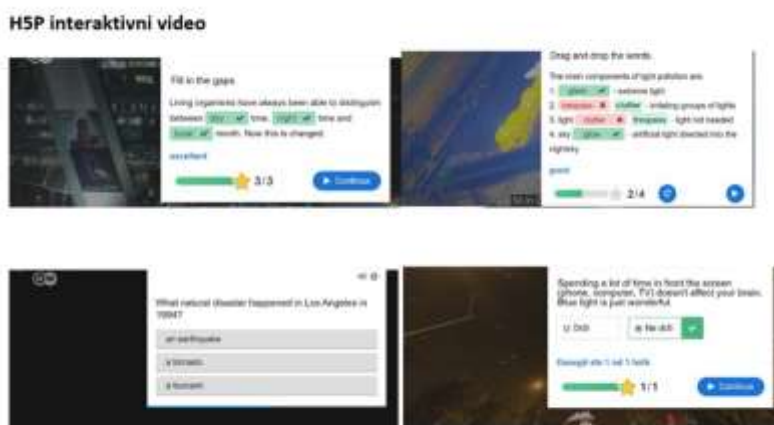 H5P interaktivni video
Fill in the gaps
Living organisms have always been able to distinguish
between day time, night time and
month. Now this is changed.
excellent
3/3
Continue
Drag and drop the words.
The main components of light pollution are:
1. glare - extreme light
2. trespass clutter - irritating groups of lights
3. light clutter trespass - light not needed
4. sky glow - artificial light directed into the
nightsky
good
2/4
What natural disaster happened in Los Angeles in
1994?
an earthquake
a tornado
a tsunami
Spending a lot of time in front the screen
(phone, computer, TV) doesn't affect your brain.
Blue light is just wonderful.
Drži
Ne drži
1/1
Continue